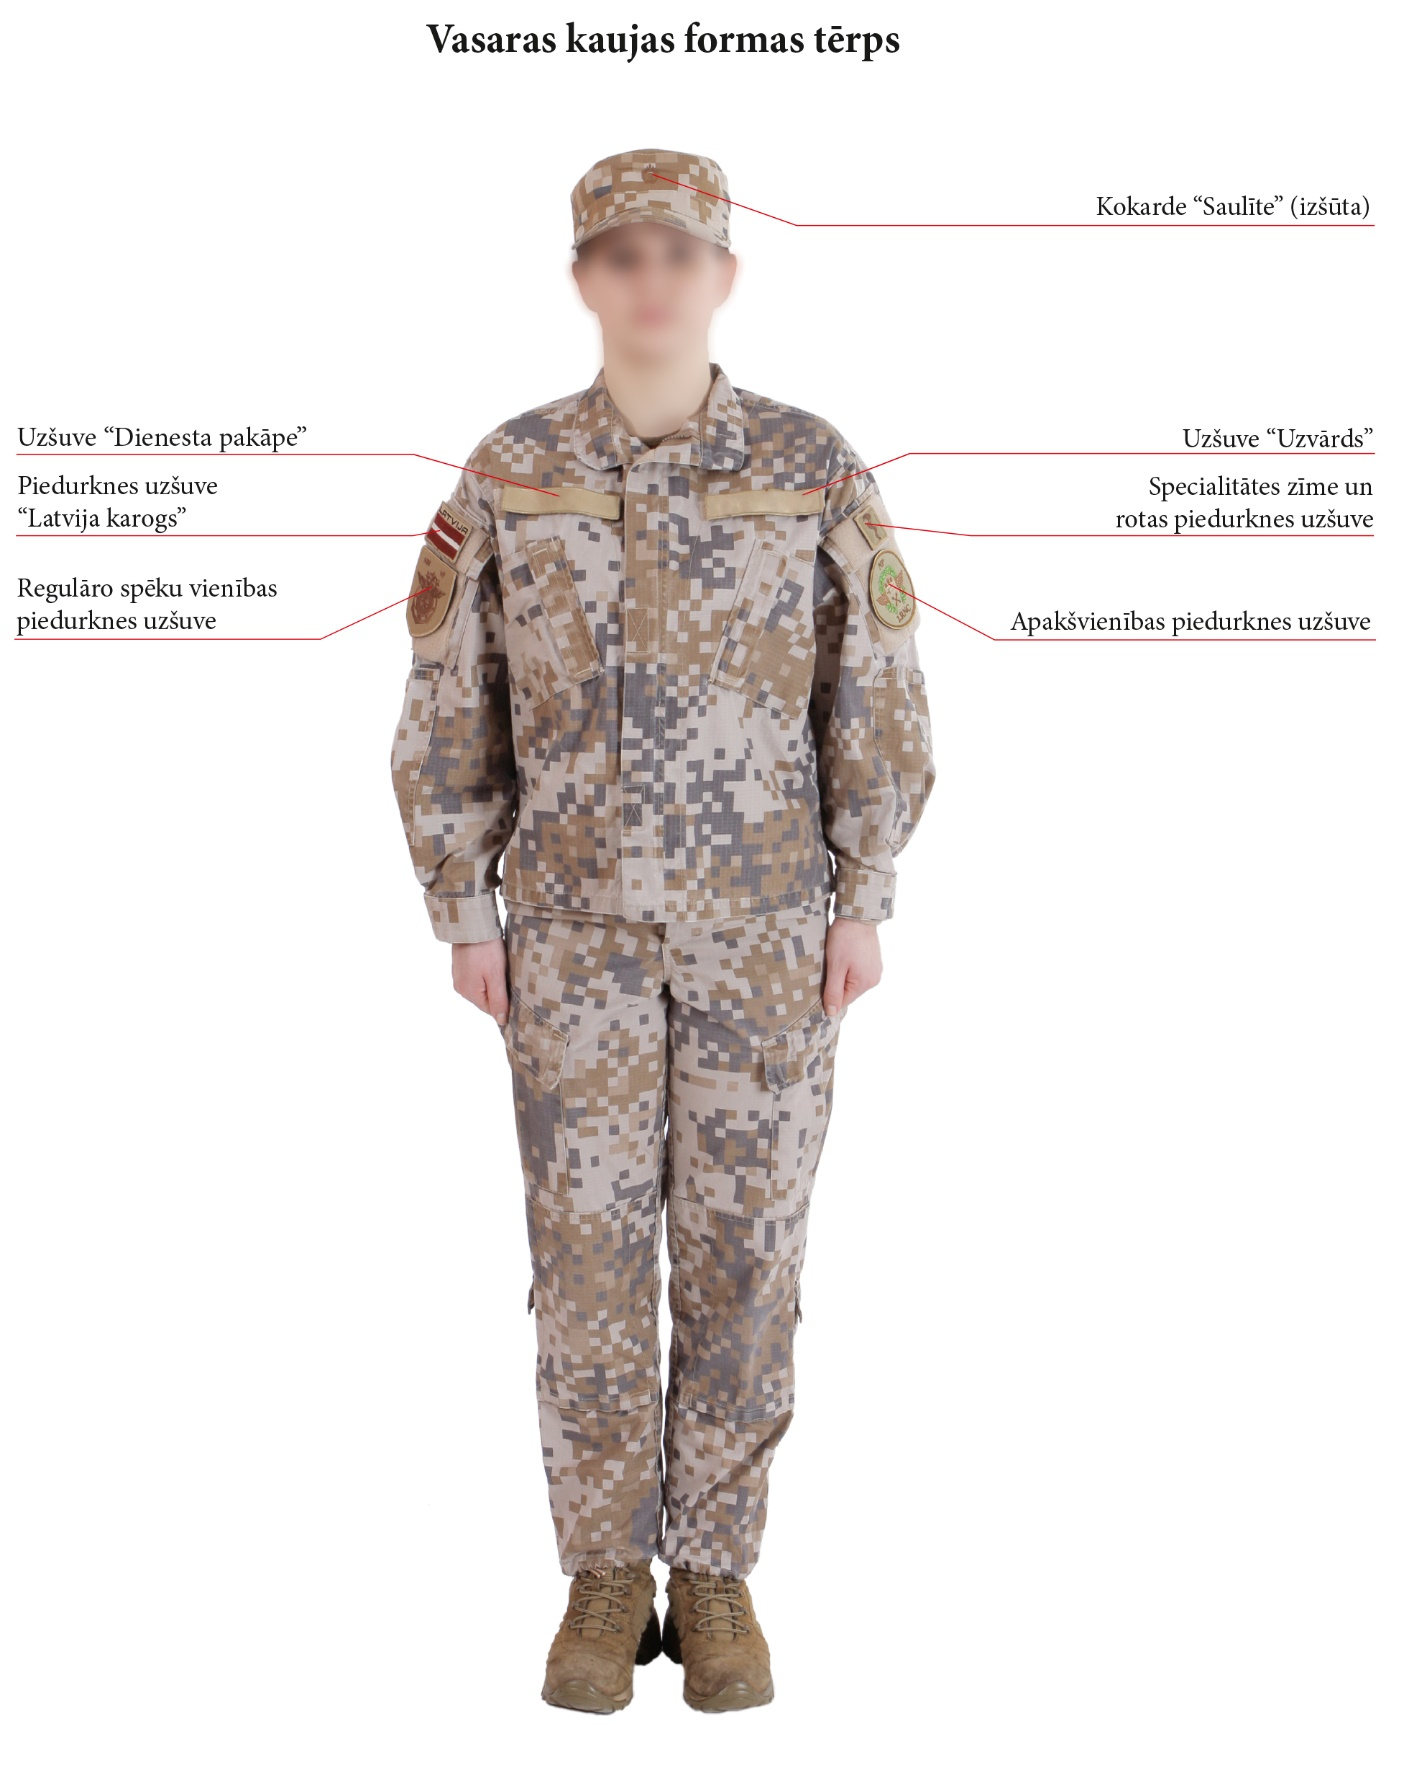 Vasaras kaujas formas tērps
Kokarde “Saulīte” (izšūta)
Uzšuve “Dienesta pakāpe”
Piedurknes uzšuve
“Latvija karogs”
Regulāro spēku vienības
piedurknes uzšuve
Uzšuve “Uzvārds”
Specialitātes zīme un
rotas piedurknes uzšuve
Apakšvienības piedurknes uzšuve
LATVIJA